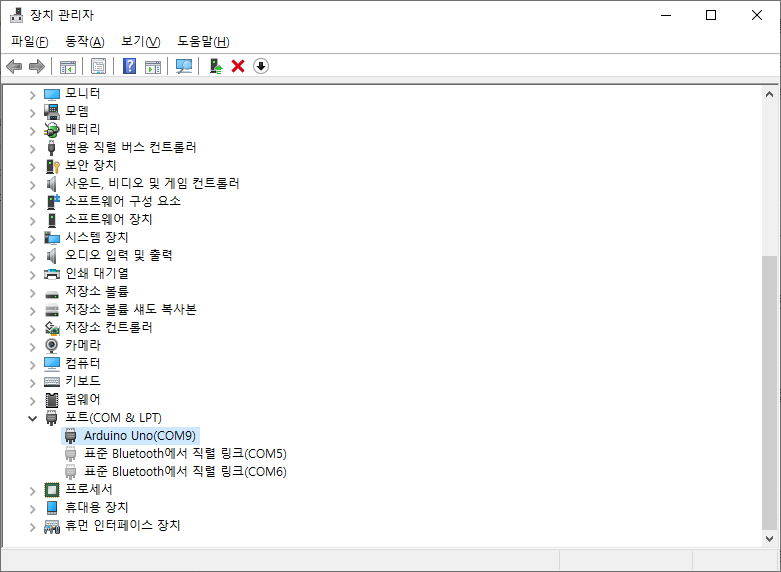 장치 관리자
파일(F) 동작(A) 보기(V) 도움말(H)
모니터
모뎀
배터리
범용 직렬 버스 컨트롤러
보안 장치
사운드, 비디오 및 게임 컨트롤러
소프트웨어 구성 요소
소프트웨어 장치
시스템 장치
오디오 입력 및 출력
인쇄 대기열
저장소 볼륨
저장소 볼륨 섀도 복사본
저장소 컨트롤러
카메라
컴퓨터
키보드
펌웨어
포트(COM & LPT)
Arduino Uno(COM9)
표준 Bluetooth에서 직렬 링크(COM5)
표준 Bluetooth에서 직렬 링크(COM6)
프로세서
휴대용 장치
휴먼 인터페이스 장치